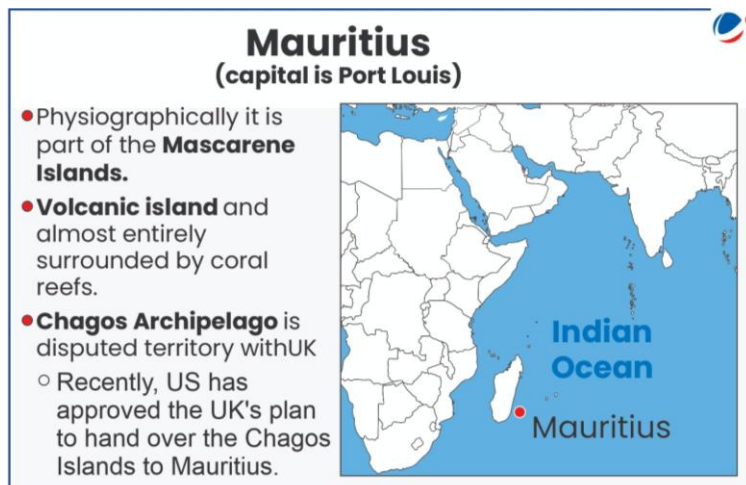 Mauritius
(capital is Port Louis)
Physiographically it is
part of the Mascarene
Islands.
Volcanic island and
almost entirely
surrounded by coral
reefs.
Chagos Archipelago is
disputed territory withUK
Recently, US has
approved the UK's plan
to hand over the Chagos
Islands to Mauritius.
Indian
Ocean
Mauritius